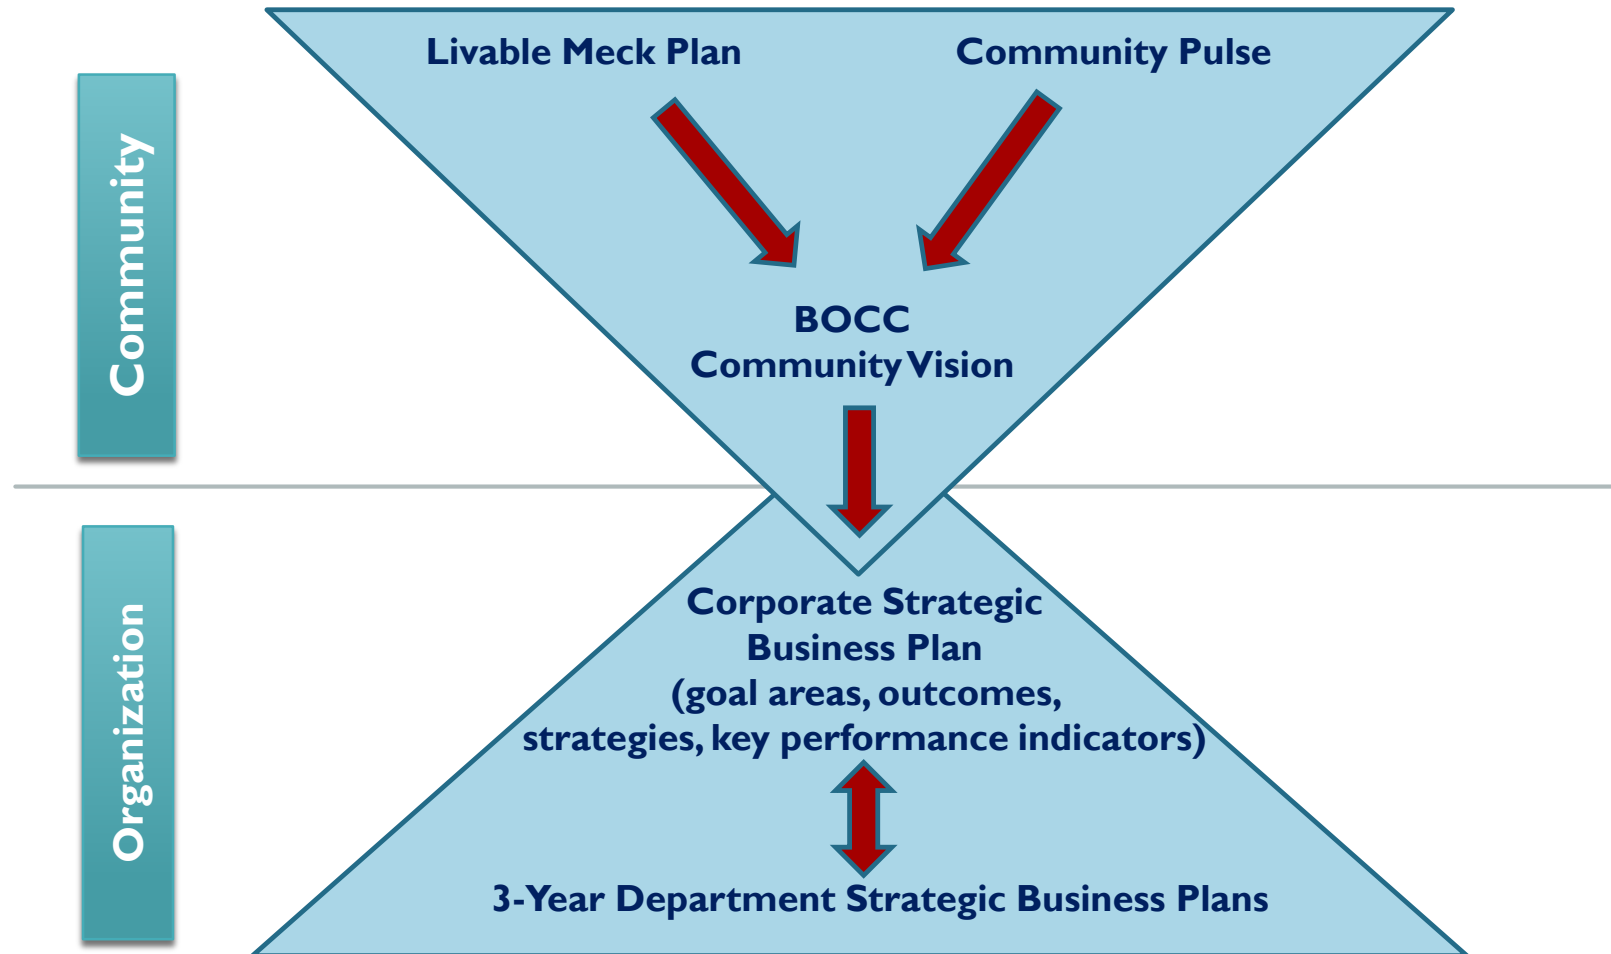 Livable Meck Plan
Community Pulse
Community
BOCC
Community Vision
Corporate Strategic
Business Plan
(goal areas, outcomes,
strategies, key performance indicators)
Organization
3-Year Department Strategic Business Plans